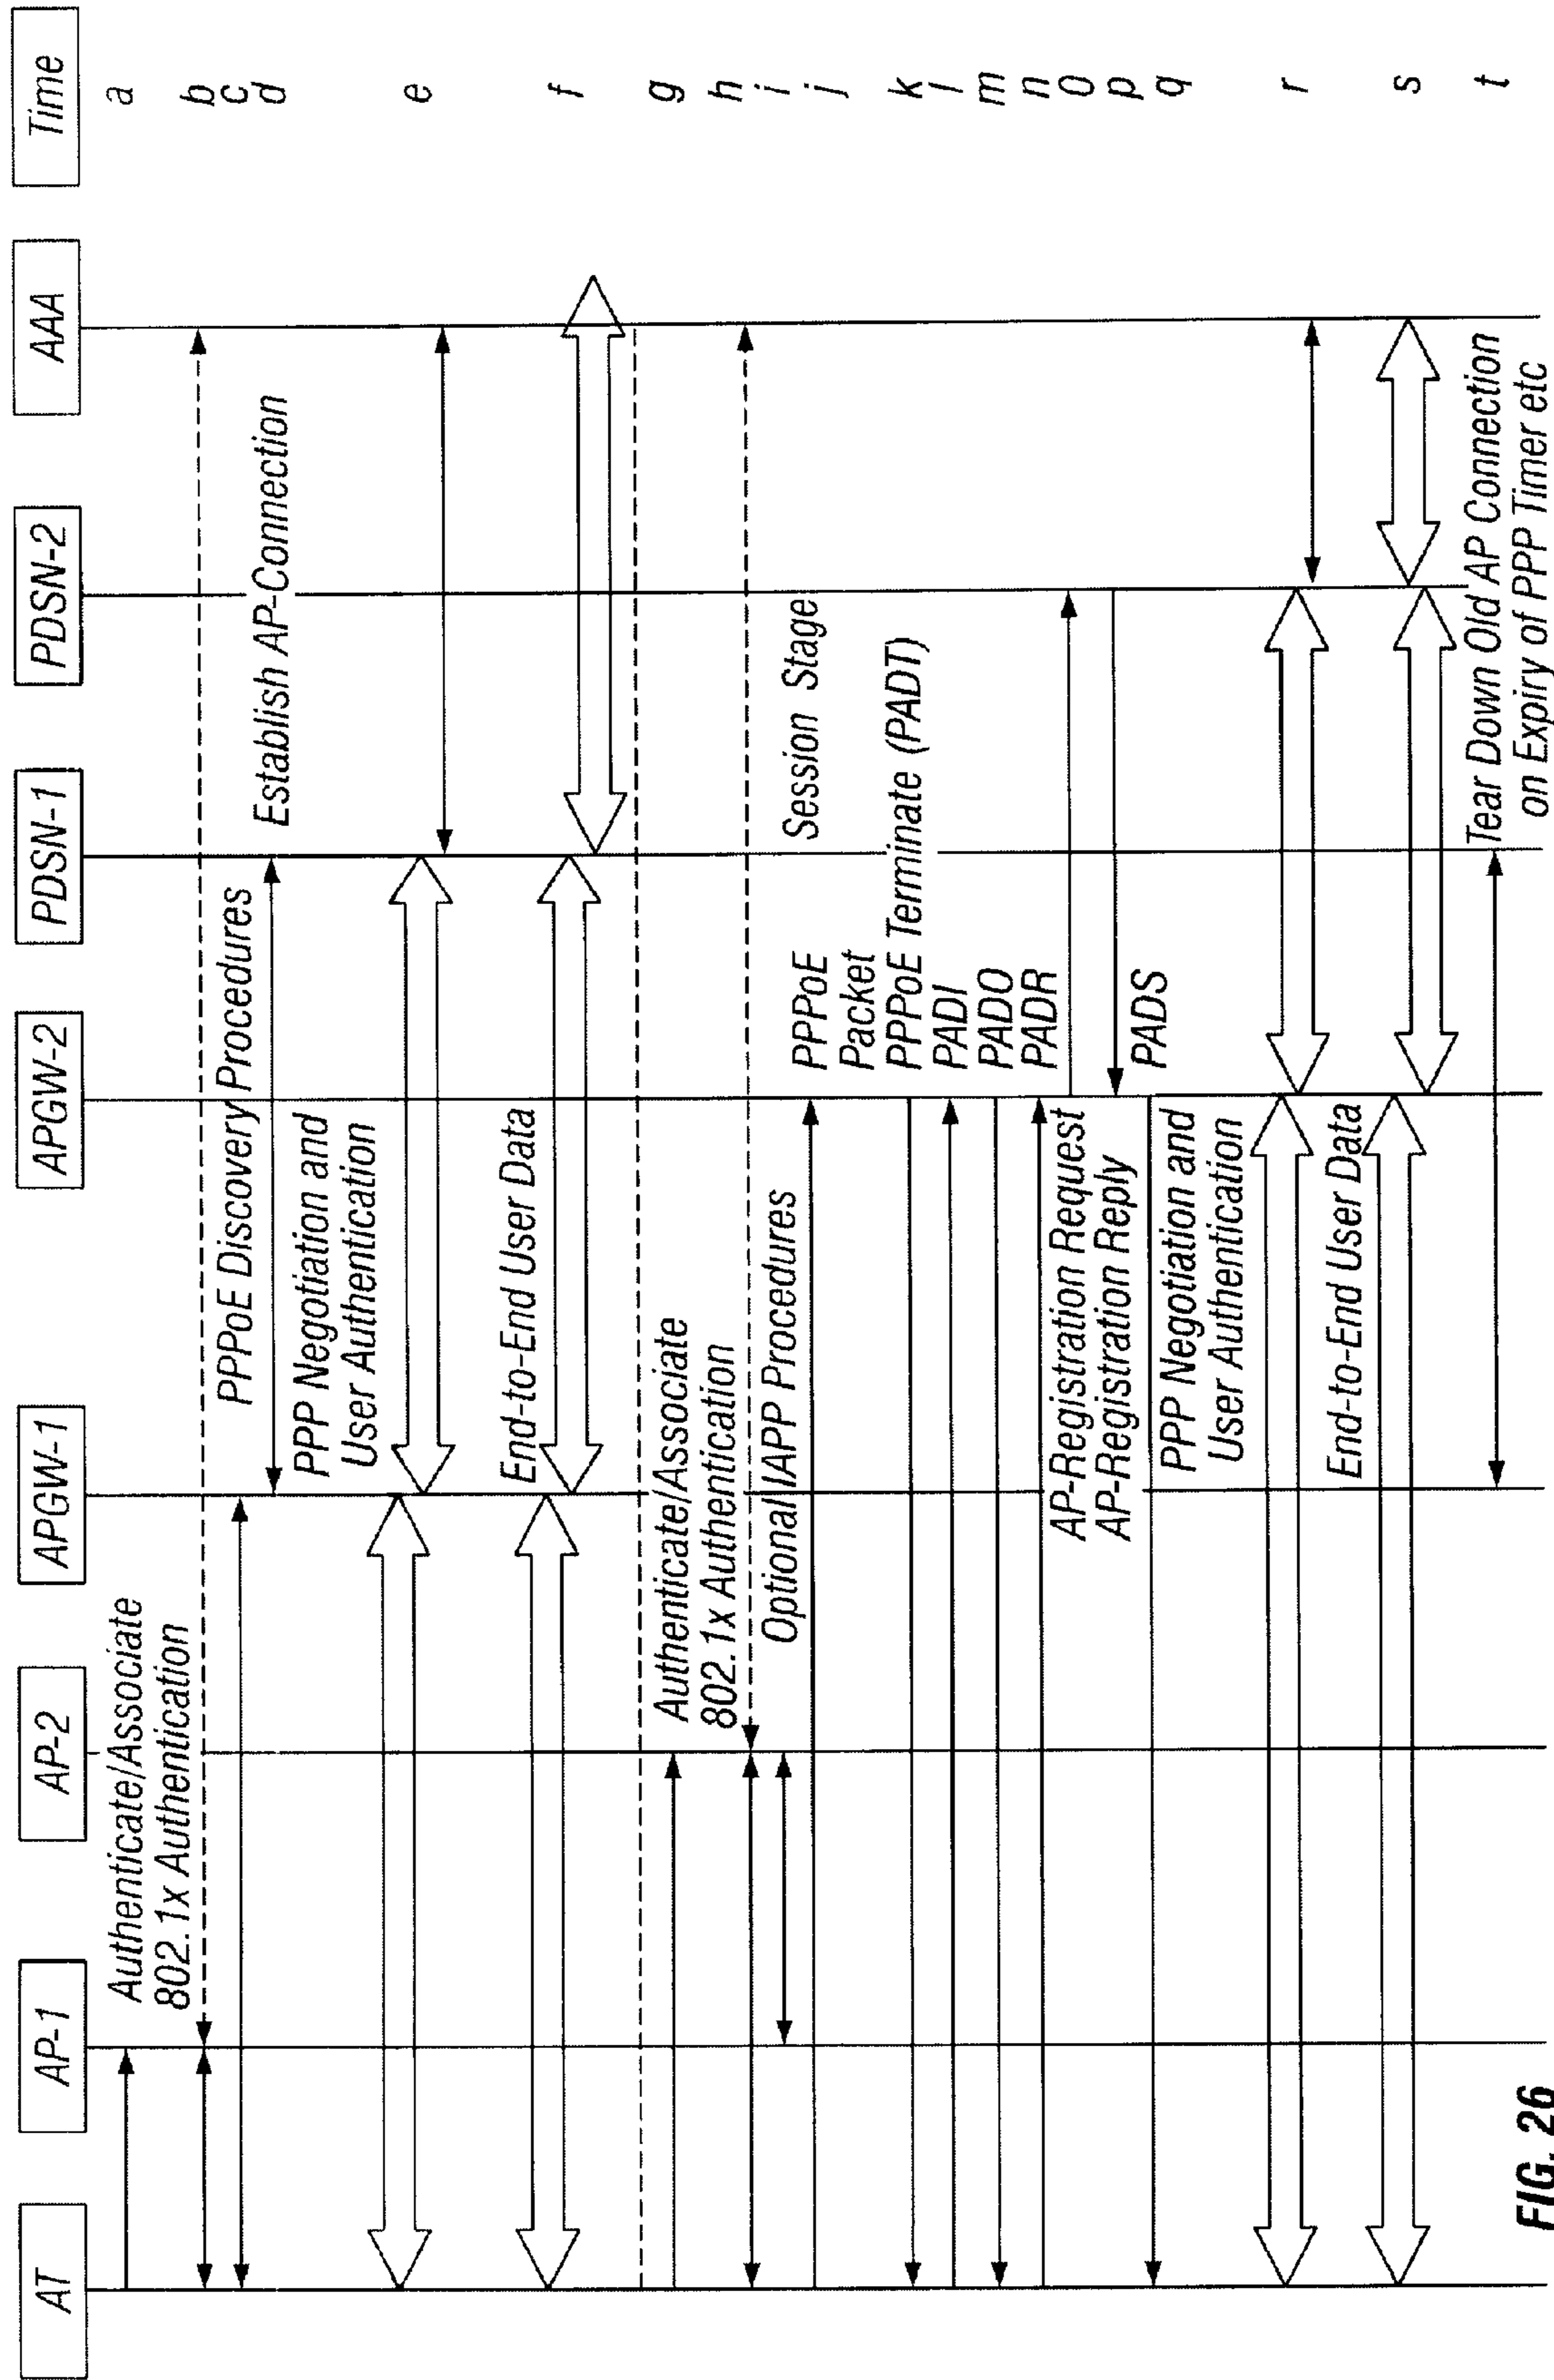 AT
AP-1
AP-2
APGW-1
APGW-2
PDSN-1
PDSN-2
AAA
Time
Authenticate/Associate
a
802.1x Authentication
b
PPPoE Discovery Procedures
c
Establish AP-Connection
d
PPP Negotiation and
User Authentication
e
End-to-End User Data
f
Authenticate/Associate
g
802.1x Authentication
h
Optional IAPP Procedures
i
PPPoE
Packet
Session Stage
j
PPPoE Terminate (PADT)
k
PADI
l
PADO
m
PADR
n
AP-Registration Request
O
AP-Registration Reply
p
PADS
q
PPP Negotiation and
User Authentication
r
End-to-End User Data
s
Tear Down Old AP Connection
on Expiry of PPP Timer etc
t
FIG. 26